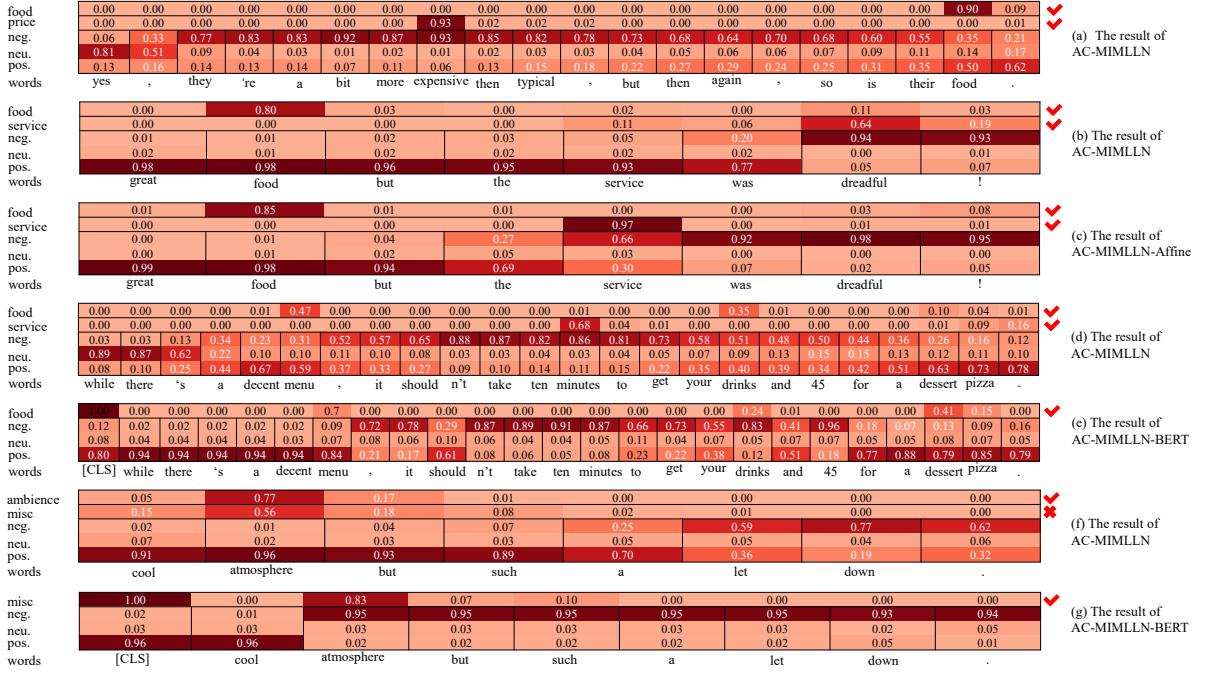 food 0.00 0.00 0.00 0.00 0.00 0.00 0.00 0.00 0.00 0.00 0.00 0.00 0.00 0.00 0.00 0.00 0.00 0.00 0.90 0.09
price 0.00 0.00 0.00 0.00 0.00 0.00 0.93 0.02 0.02 0.02 0.00 0.00 0.00 0.00 0.00 0.00 0.00 0.00 0.00 0.01
neg. 0.06 0.33 0.77 0.83 0.83 0.92 0.87 0.93 0.85 0.82 0.78 0.73 0.68 0.64 0.70 0.68 0.60 0.55 0.35 0.21
neu. 0.81 0.51 0.09 0.04 0.03 0.01 0.02 0.01 0.02 0.03 0.03 0.04 0.05 0.06 0.06 0.07 0.09 0.11 0.14 0.17
pos. 0.13 0.16 0.14 0.13 0.14 0.07 0.11 0.06 0.13 0.15 0.18 0.22 0.27 0.29 0.24 0.25 0.31 0.35 0.50 0.62
words yes , they 're a bit more expensive then typical , but then again , so is their food .
(a) The result of
AC-MIMLLN
food 0.00 0.80 0.03 0.00 0.02 0.00 0.11 0.03
service 0.00 0.00 0.00 0.00 0.11 0.06 0.64 0.19
neg. 0.01 0.01 0.02 0.03 0.05 0.20 0.94 0.93
neu. 0.02 0.01 0.02 0.02 0.02 0.02 0.00 0.01
pos. 0.98 0.98 0.96 0.95 0.93 0.77 0.05 0.07
words great food but the service was dreadful !
(b) The result of
AC-MIMLLN
food 0.01 0.85 0.01 0.01 0.00 0.00 0.03 0.08
service 0.00 0.00 0.00 0.00 0.97 0.00 0.01 0.01
neg. 0.00 0.01 0.04 0.27 0.66 0.92 0.98 0.95
neu. 0.00 0.01 0.02 0.05 0.03 0.00 0.00 0.00
pos. 0.99 0.98 0.94 0.69 0.30 0.07 0.02 0.05
words great food but the service was dreadful !
(c) The result of
AC-MIMLLN-Affine
food 0.00 0.00 0.00 0.00 0.01 0.47 0.00 0.00 0.00 0.00 0.00 0.00 0.01 0.00 0.00 0.00 0.35 0.01 0.00 0.00 0.00 0.10 0.04 0.01
service 0.00 0.00 0.00 0.00 0.00 0.00 0.00 0.00 0.00 0.00 0.00 0.00 0.68 0.04 0.01 0.00 0.00 0.00 0.00 0.00 0.00 0.01 0.09 0.16
neg. 0.03 0.03 0.13 0.34 0.23 0.31 0.52 0.57 0.65 0.88 0.87 0.82 0.86 0.81 0.73 0.58 0.51 0.48 0.50 0.44 0.36 0.26 0.16 0.12
neu. 0.89 0.87 0.62 0.22 0.10 0.10 0.11 0.10 0.08 0.03 0.03 0.04 0.03 0.04 0.05 0.07 0.09 0.13 0.15 0.15 0.13 0.12 0.11 0.10
pos. 0.08 0.10 0.25 0.44 0.67 0.59 0.37 0.33 0.27 0.09 0.10 0.14 0.11 0.15 0.22 0.35 0.40 0.39 0.34 0.42 0.51 0.63 0.73 0.78
words while there 's a decent menu , it should n't take ten minutes to get your drinks and 45 for a dessert pizza .
(d) The result of
AC-MIMLLN
food 1.00 0.00 0.00 0.00 0.00 0.00 0.7 0.00 0.00 0.00 0.00 0.00 0.00 0.00 0.00 0.00 0.00 0.24 0.01 0.00 0.00 0.00 0.41 0.15 0.00
neg. 0.12 0.02 0.02 0.02 0.02 0.02 0.09 0.72 0.78 0.29 0.87 0.89 0.91 0.87 0.66 0.73 0.55 0.83 0.41 0.96 0.18 0.07 0.13 0.09 0.16
neu. 0.08 0.04 0.04 0.04 0.04 0.03 0.07 0.08 0.06 0.10 0.06 0.04 0.04 0.05 0.11 0.04 0.07 0.05 0.07 0.07 0.05 0.05 0.08 0.07 0.05
pos. 0.80 0.94 0.94 0.94 0.94 0.94 0.84 0.21 0.17 0.61 0.08 0.07 0.06 0.08 0.23 0.22 0.38 0.12 0.51 0.18 0.77 0.88 0.79 0.85 0.79
words [CLS] while there 's a decent menu , it should n't take ten minutes to get your drinks and 45 for a dessert pizza .
(e) The result of
AC-MIMLLN-BERT
ambience 0.05 0.77 0.17 0.01 0.00 0.00 0.00 0.00
misc 0.15 0.56 0.18 0.08 0.02 0.01 0.00 0.00
neg. 0.02 0.01 0.04 0.07 0.25 0.59 0.77 0.62
neu. 0.07 0.02 0.03 0.03 0.05 0.05 0.04 0.06
pos. 0.91 0.96 0.93 0.89 0.70 0.36 0.19 0.32
words cool atmosphere but such a let down .
(f) The result of
AC-MIMLLN
misc 1.00 0.00 0.83 0.07 0.10 0.00 0.00 0.00 0.00
neg. 0.02 0.01 0.95 0.95 0.95 0.95 0.95 0.93 0.94
neu. 0.03 0.03 0.03 0.03 0.03 0.03 0.03 0.02 0.05
pos. 0.96 0.96 0.02 0.02 0.02 0.02 0.02 0.05 0.01
words [CLS] cool atmosphere but such a let down .
(g) The result of
AC-MIMLLN-BERT